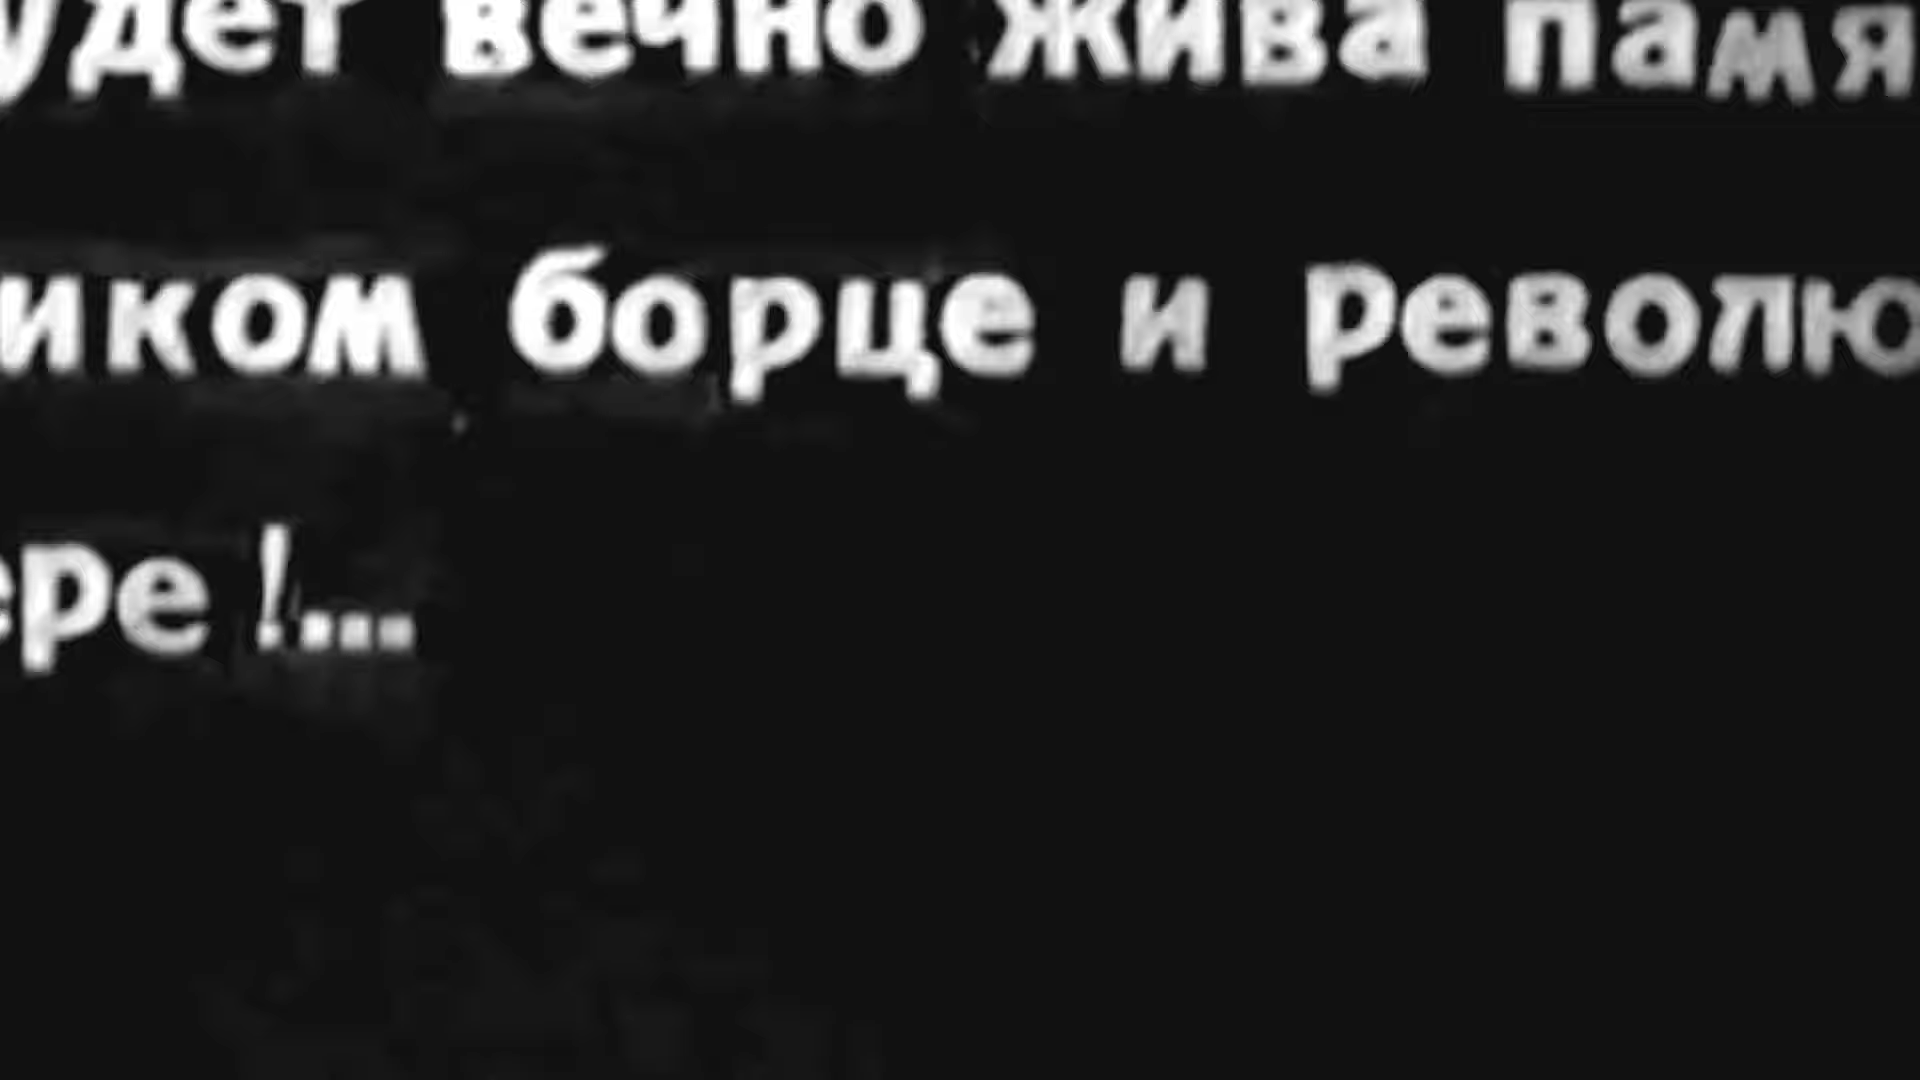 удет вечно жива памя
иком борце и револю
ере !...